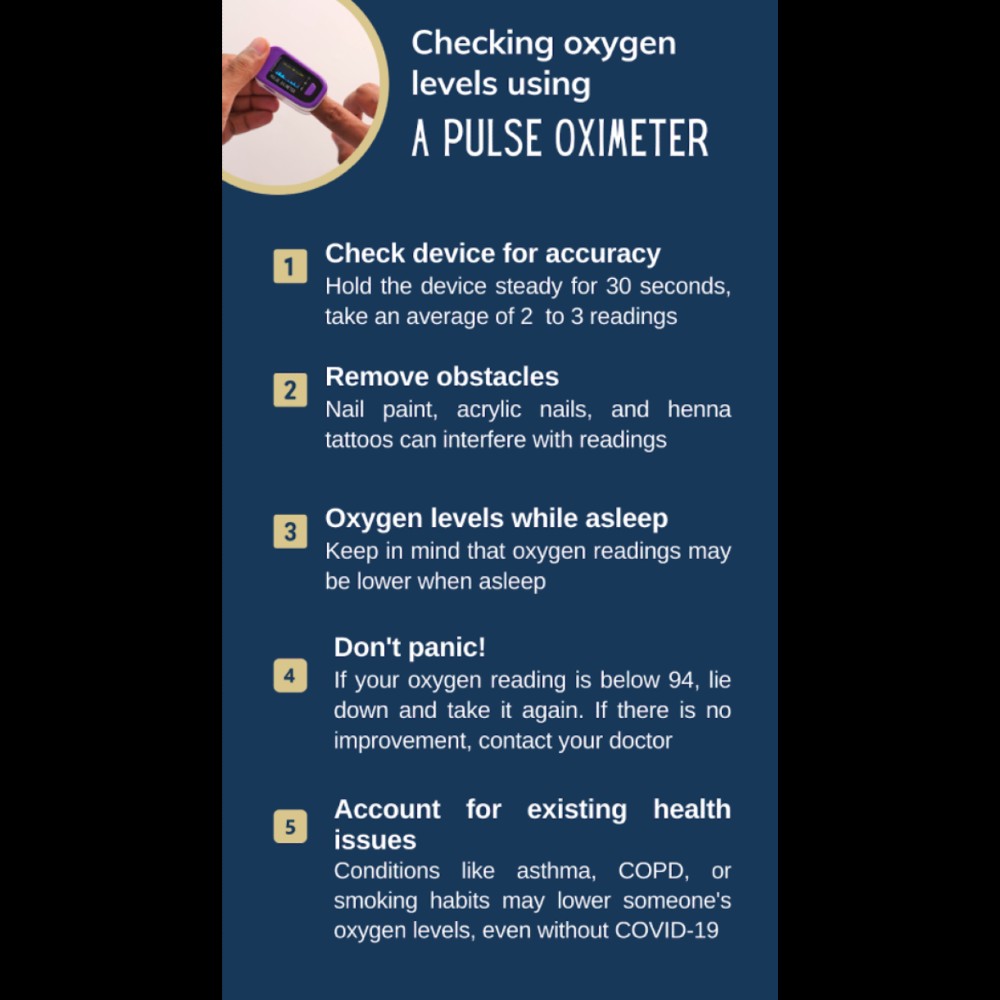 Checking oxygen
levels using
A PULSE OXIMETER
1
Check device for accuracy
Hold the device steady for 30 seconds,
take an average of 2 to 3 readings
2
Remove obstacles
Nail paint, acrylic nails, and henna
tattoos can interfere with readings
3
Oxygen levels while asleep
Keep in mind that oxygen readings may
be lower when asleep
4
Don't panic!
If your oxygen reading is below 94, lie
down and take it again. If there is no
improvement, contact your doctor
5
Account for existing health
issues
Conditions like asthma, COPD, or
smoking habits may lower someone's
oxygen levels, even without COVID-19